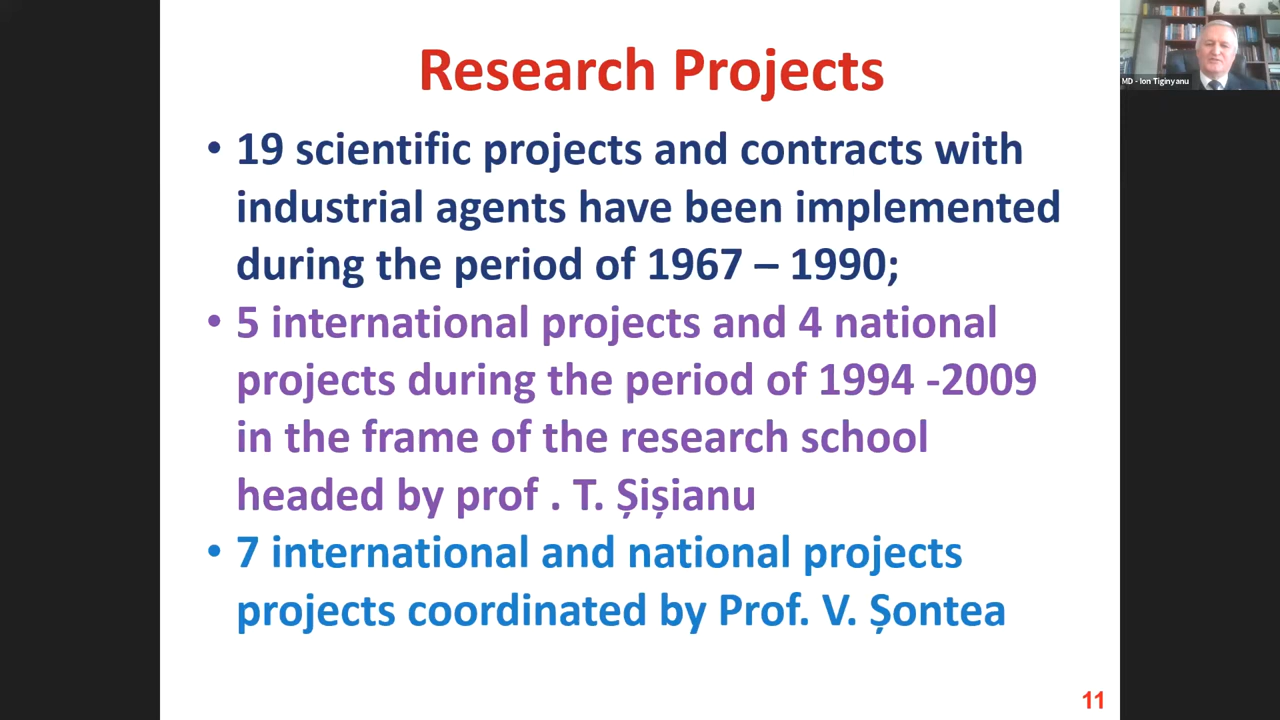 Research Projects
MD - Ion Tiginyanu
• 19 scientific projects and contracts with
industrial agents have been implemented
during the period of 1967 – 1990;
• 5 international projects and 4 national
projects during the period of 1994 -2009
in the frame of the research school
headed by prof . T. Șișianu
• 7 international and national projects
projects coordinated by Prof. V. Șontea
11